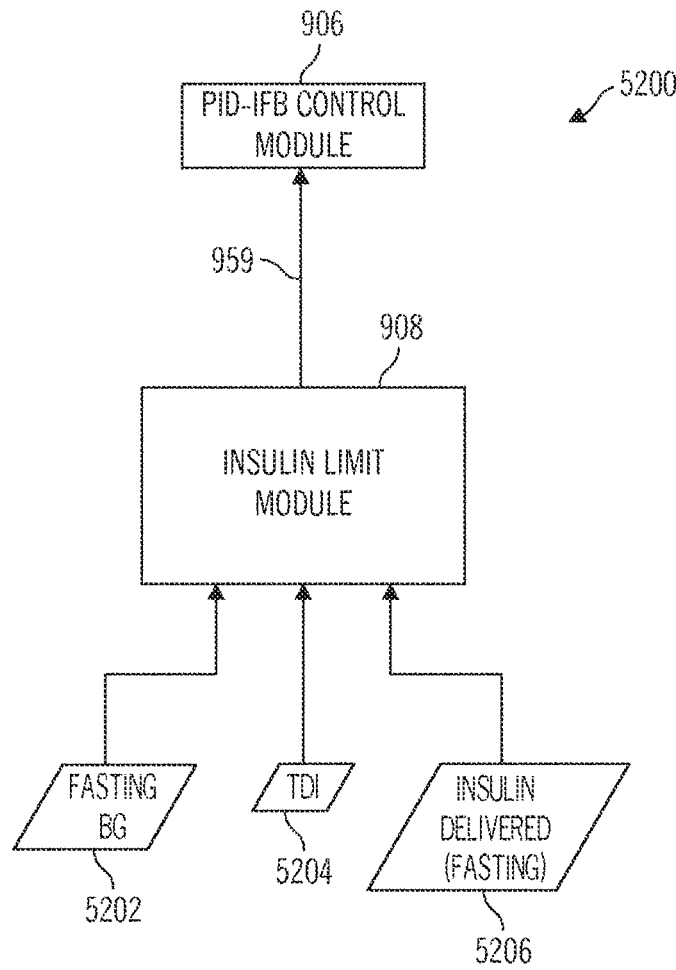 906
5200
PID-IFB CONTROL
MODULE
959
908
INSULIN LIMIT
MODULE
FASTING
BG
TDI
INSULIN
DELIVERED
(FASTING)
5202
5204
5206